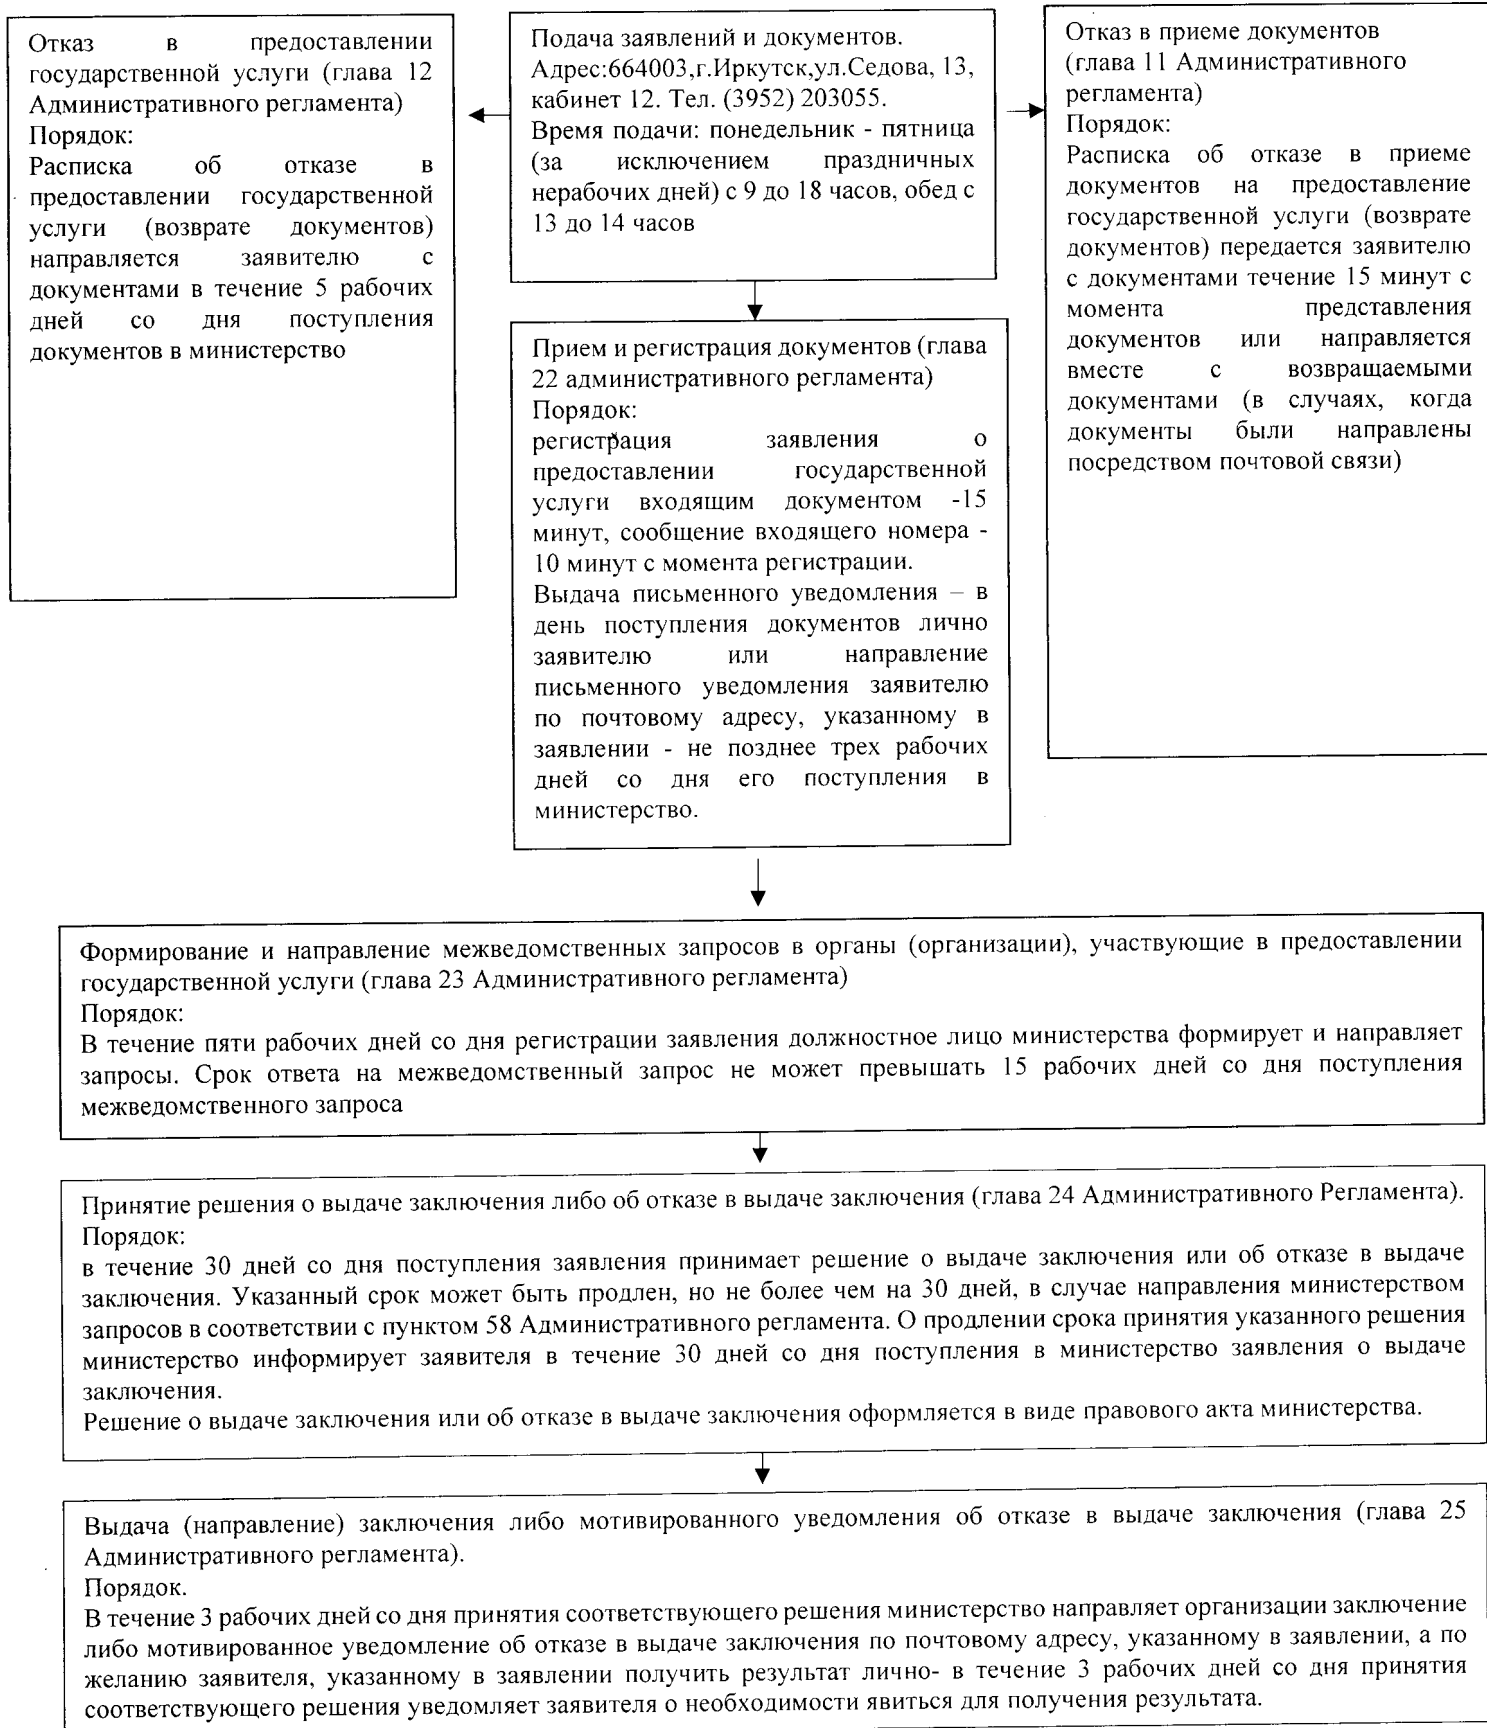 Отказ в предоставлении
государственной услуги (глава 12
Административного регламента)
Порядок:
Расписка об отказе в
предоставлении государственной
услуги (возврате документов)
направляется заявителю с
документами в течение 5 рабочих
дней со дня поступления
документов в министерство
Подача заявлений и документов.
Адрес:664003,г.Иркутск,ул.Седова, 13,
кабинет 12. Тел. (3952) 203055.
Время подачи: понедельник - пятница
(за исключением праздничных
нерабочих дней) с 9 до 18 часов, обед с
13 до 14 часов
Отказ в приеме документов
(глава 11 Административного
регламента)
Порядок:
Расписка об отказе в приеме
документов на предоставление
государственной услуги (возврате
документов) передается заявителю
с документами течение 15 минут с
момента представления
документов или направляется
вместе с возвращаемыми
документами (в случаях, когда
документы были направлены
посредством почтовой связи)
Прием и регистрация документов (глава
22 административного регламента)
Порядок:
регистрация заявления о
предоставлении государственной
услуги входящим документом -15
минут, сообщение входящего номера -
10 минут с момента регистрации.
Выдача письменного уведомления – в
день поступления документов лично
заявителю или направление
письменного уведомления заявителю
по почтовому адресу, указанному в
заявлении - не позднее трех рабочих
дней со дня его поступления в
министерство.
Формирование и направление межведомственных запросов в органы (организации), участвующие в предоставлении
государственной услуги (глава 23 Административного регламента)
Порядок:
В течение пяти рабочих дней со дня регистрации заявления должностное лицо министерства формирует и направляет
запросы. Срок ответа на межведомственный запрос не может превышать 15 рабочих дней со дня поступления
межведомственного запроса
Принятие решения о выдаче заключения либо об отказе в выдаче заключения (глава 24 Административного Регламента).
Порядок:
в течение 30 дней со дня поступления заявления принимает решение о выдаче заключения или об отказе в выдаче
заключения. Указанный срок может быть продлен, но не более чем на 30 дней, в случае направления министерством
запросов в соответствии с пунктом 58 Административного регламента. О продлении срока принятия указанного решения
министерство информирует заявителя в течение 30 дней со дня поступления в министерство заявления о выдаче
заключения.
Решение о выдаче заключения или об отказе в выдаче заключения оформляется в виде правового акта министерства.
Выдача (направление) заключения либо мотивированного уведомления об отказе в выдаче заключения (глава 25
Административного регламента).
Порядок.
В течение 3 рабочих дней со дня принятия соответствующего решения министерство направляет организации заключение
либо мотивированное уведомление об отказе в выдаче заключения по почтовому адресу, указанному в заявлении, а по
желанию заявителя, указанному в заявлении получить результат лично- в течение 3 рабочих дней со дня принятия
соответствующего решения уведомляет заявителя о необходимости явиться для получения результата.